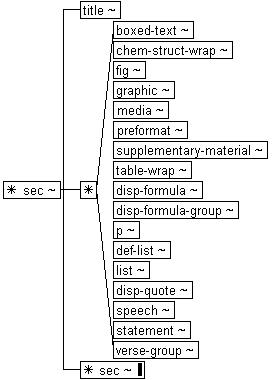 title ~
boxed-text ~
chem-struct-wrap ~
fig ~
graphic ~
media ~
preformat ~
supplementary-material ~
table-wrap ~
* sec ~
*
disp-formula ~
disp-formula-group ~
p ~
def-list ~
list ~
disp-quote ~
speech ~
statement ~
verse-group ~
* sec ~